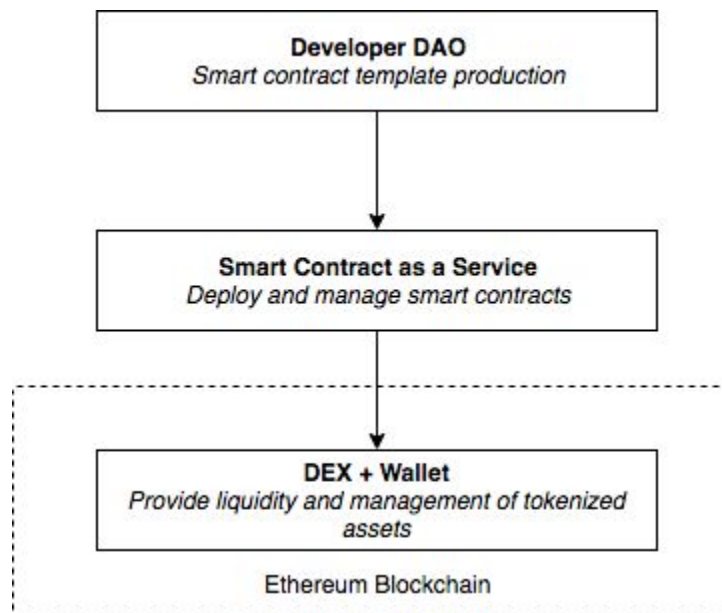 Developer DAO
Smart contract template production
Smart Contract as a Service
Deploy and manage smart contracts
DEX + Wallet
Provide liquidity and management of tokenized
assets
Ethereum Blockchain